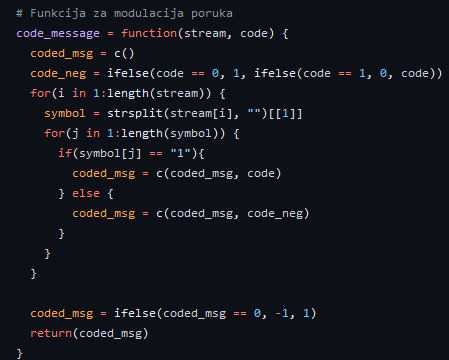 # Funkcija za modulacija poruka
code_message = function(stream, code) {
  coded_msg = c()
  code_neg = ifelse(code == 0, 1, ifelse(code == 1, 0, code))
  for(i in 1:length(stream)) {
    symbol = strsplit(stream[i], "")[[1]]
    for(j in 1:length(symbol)) {
      if(symbol[j] == "1"){
        coded_msg = c(coded_msg, code)
      } else {
        coded_msg = c(coded_msg, code_neg)
      }
    }
  }

  coded_msg = ifelse(coded_msg == 0, -1, 1)
  return(coded_msg)
}